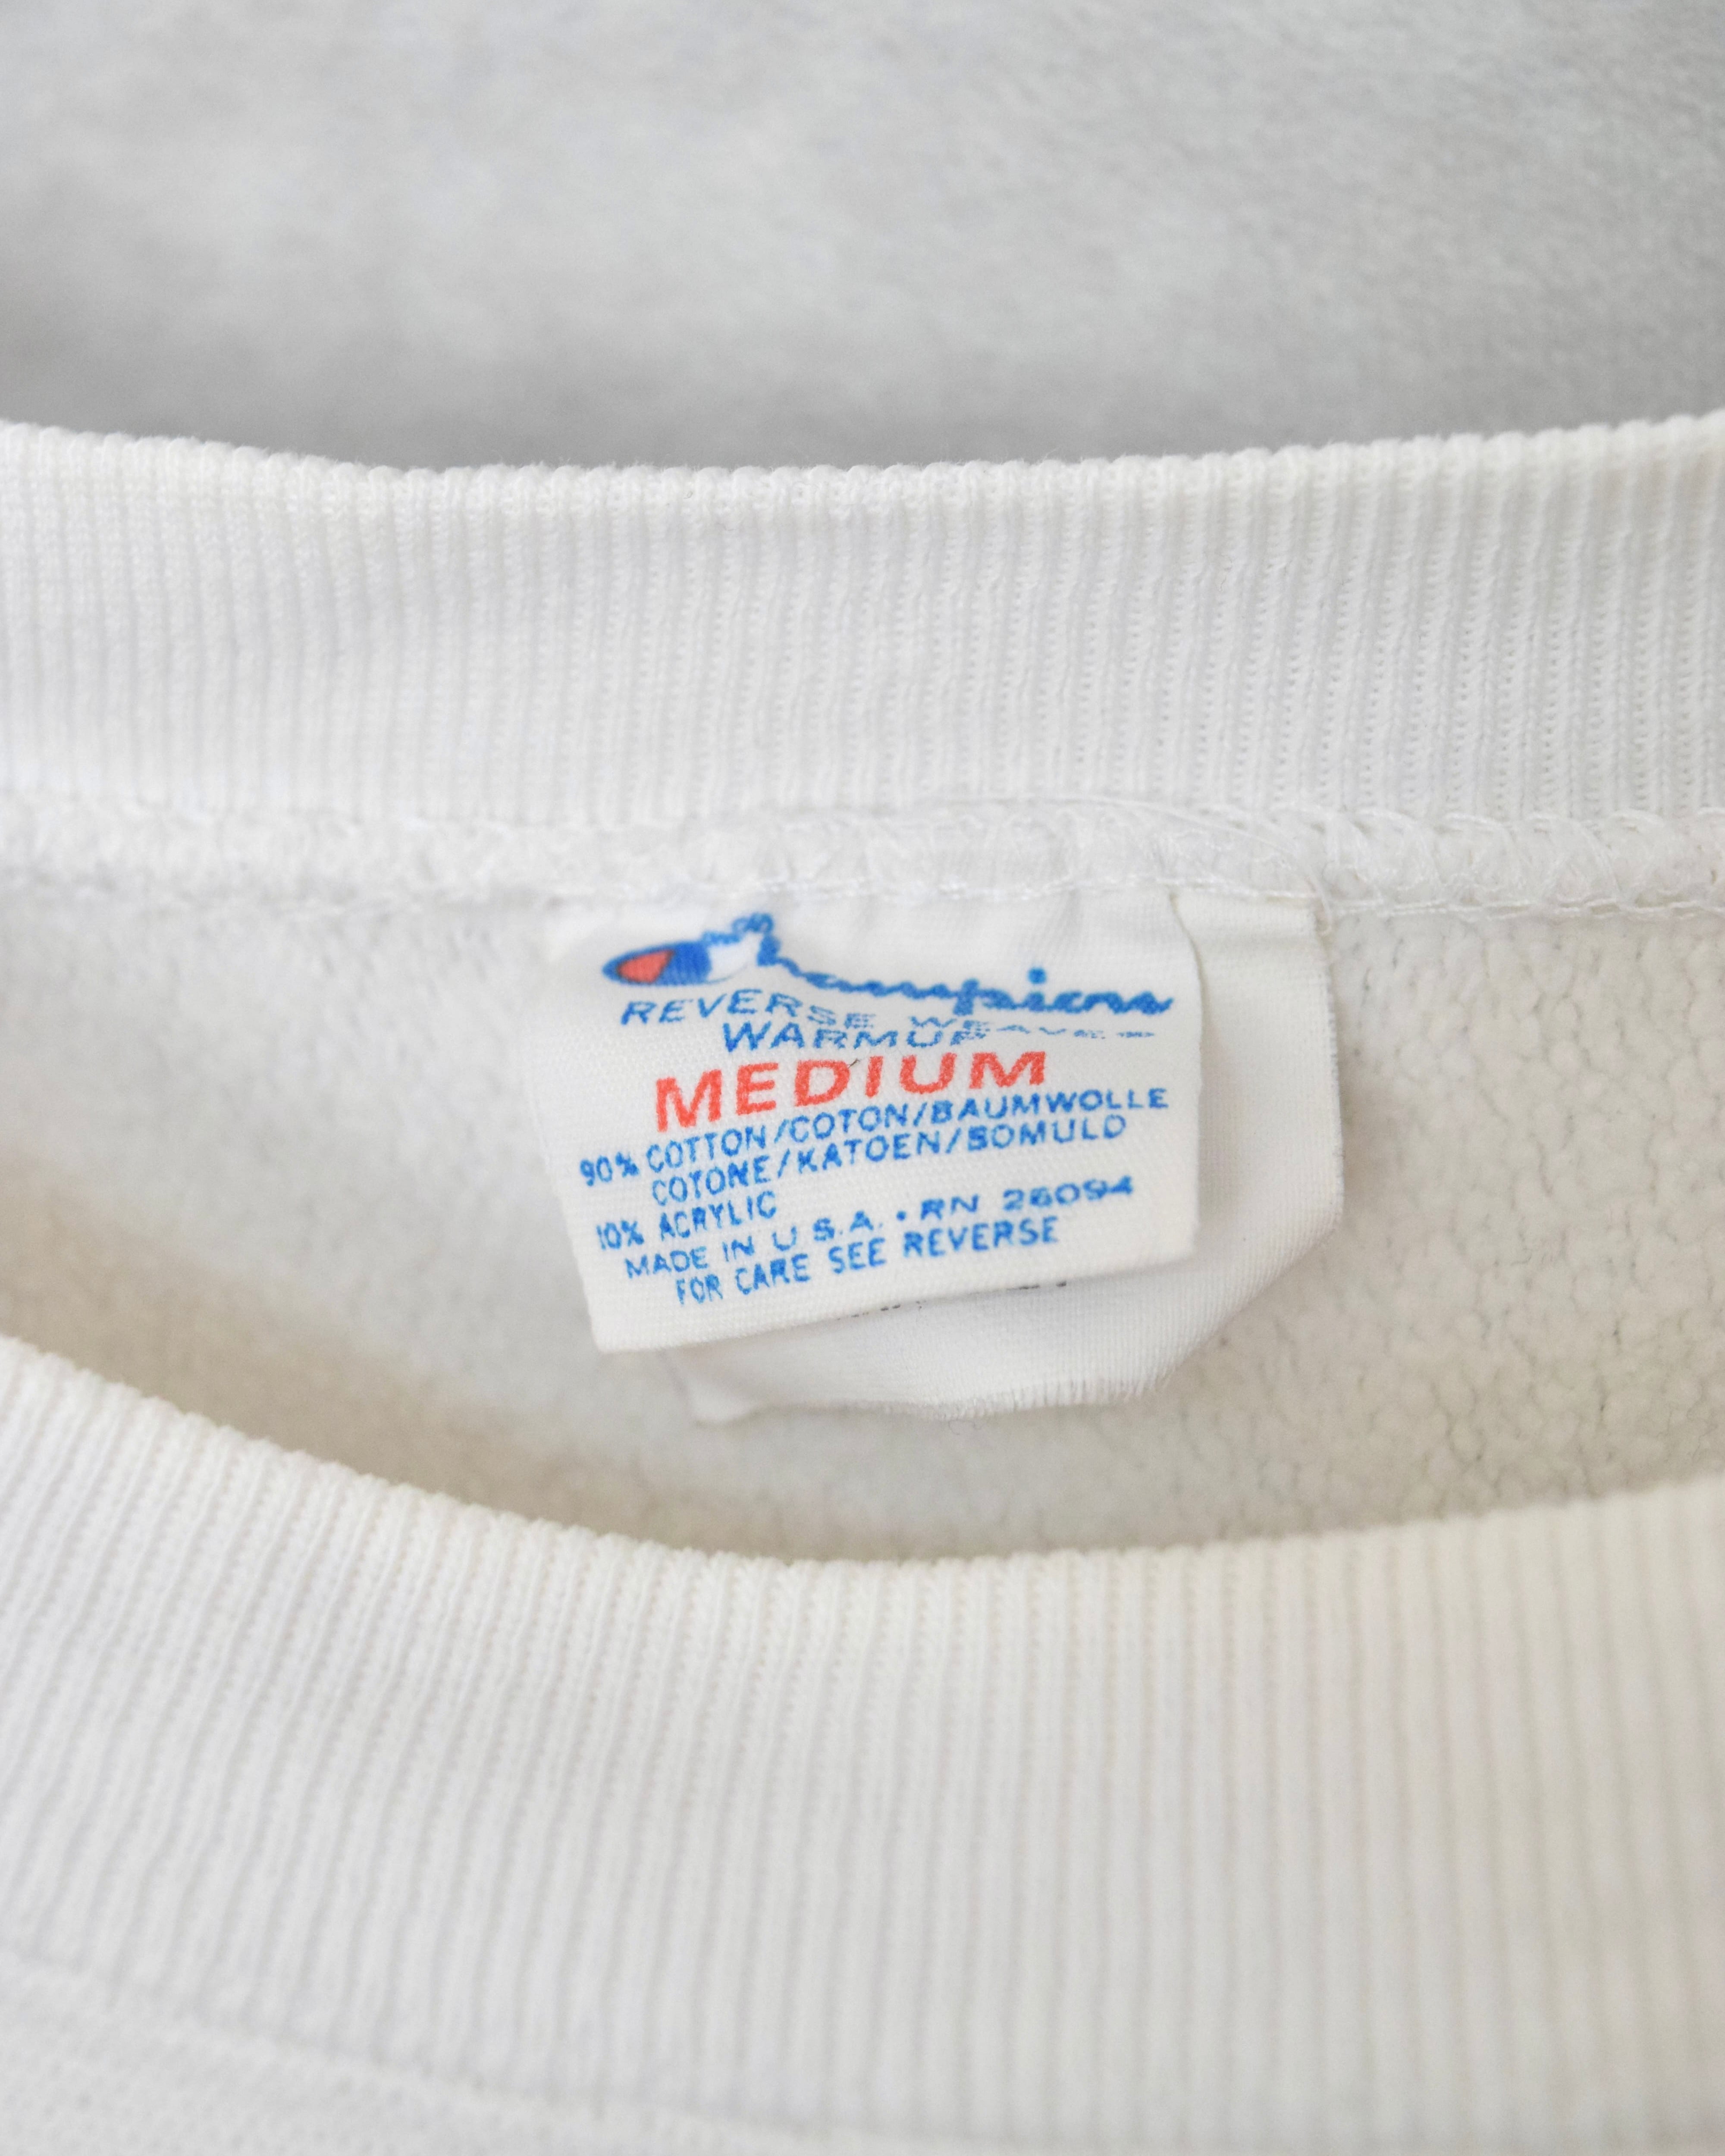 Champion
REVERSE WEAVE
WARMUP
MEDIUM
90% COTTON/COTON/BAUMWOLLE
COTONE/KATOEN/BOMULD
10% ACRYLIC
MADE IN U S.A. • RN 26094
FOR CARE SEE REVERSE